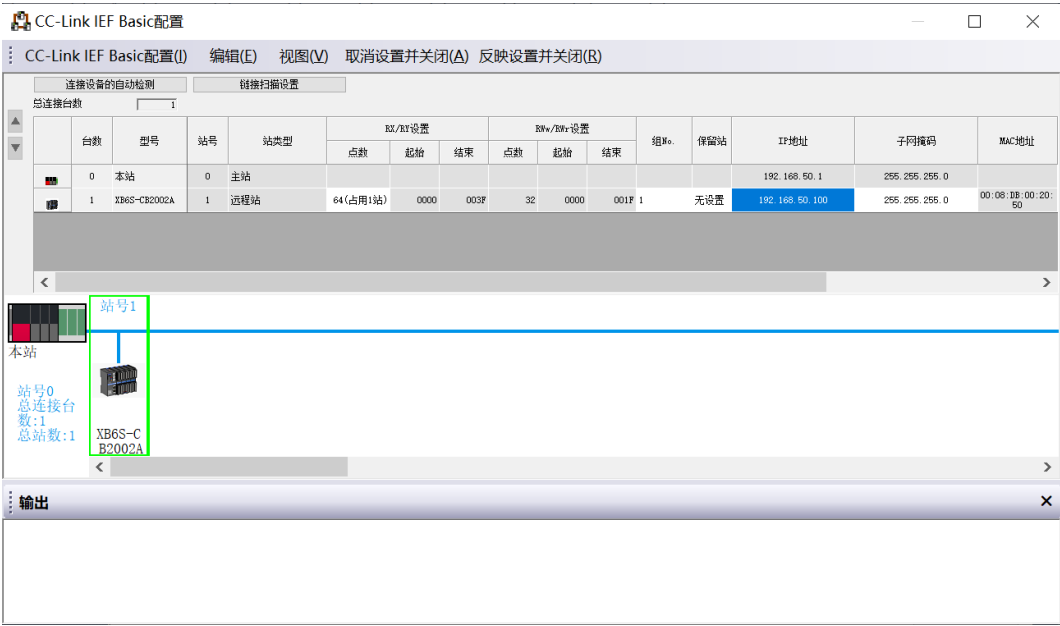 CC-Link IEF Basic配置
CC-Link IEF Basic配置(I) 编辑(E) 视图(V) 取消设置并关闭(A) 反映设置并关闭(R)
连接设备的自动检测 链接扫描设置
总连接台数 1
台数 型号 站号 站类型 RX/RY设置 RWw/RWr设置 组No. 保留站 IP地址 子网掩码 MAC地址
点数 起始 结束 点数 起始 结束
0 本站 0 主站 192.168.50.1 255.255.255.0
1 XB6S-CB2002A 1 远程站 64(占用1站) 0000 003F 32 0000 001F 1 无设置 192.168.50.100 255.255.255.0 00:08:DB:00:20:
50
站号1
本站
站号0
总连接台
数:1
总站数:1
XB6S-C
B2002A
输出